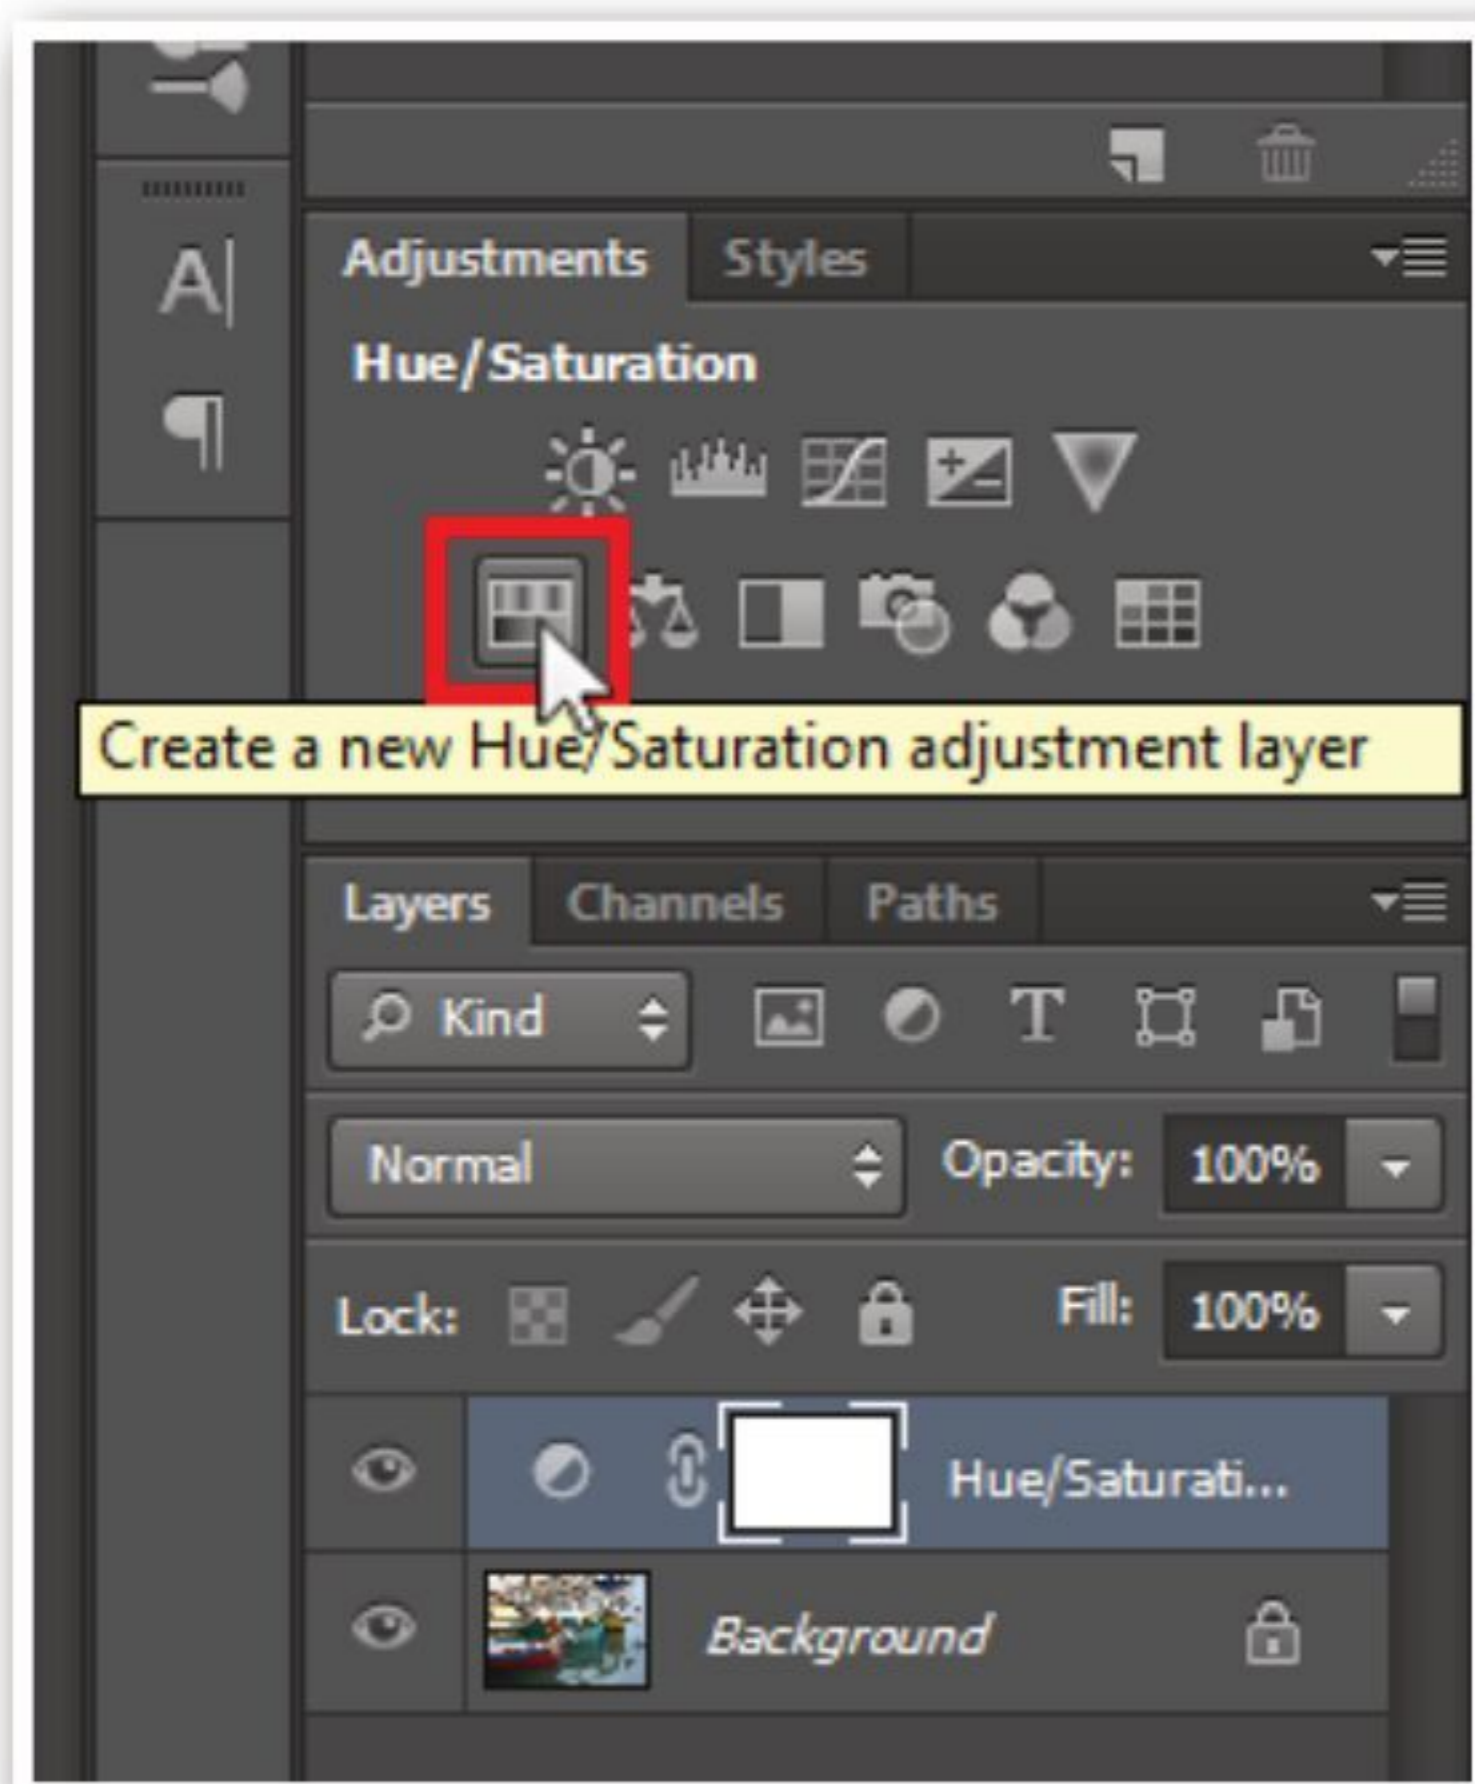 A
Adjustments Styles
Hue/Saturation
Create a new Hue/Saturation adjustment layer
Layers Channels Paths
Kind T
Normal Opacity: 100%
Lock: Fill: 100%
Hue/Saturati...
Background